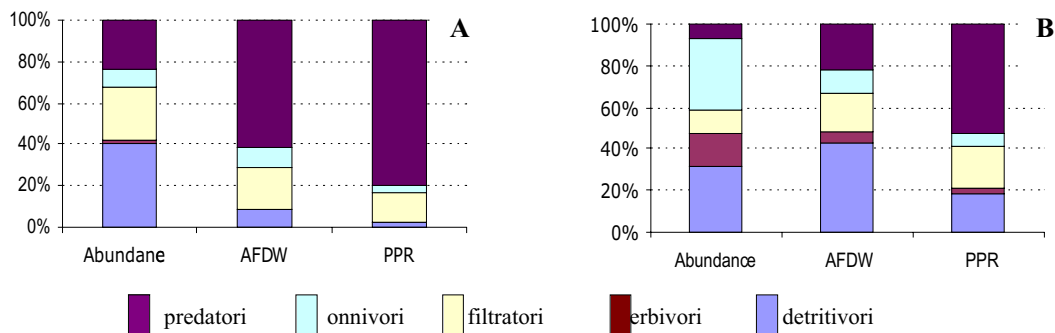 100%
80%
60%
40%
20%
0%
A
Abundane
AFDW
PPR
100%
80%
60%
40%
20%
0%
B
Abundance
AFDW
PPR
predatori onnivori filtratori erbivori detritivori